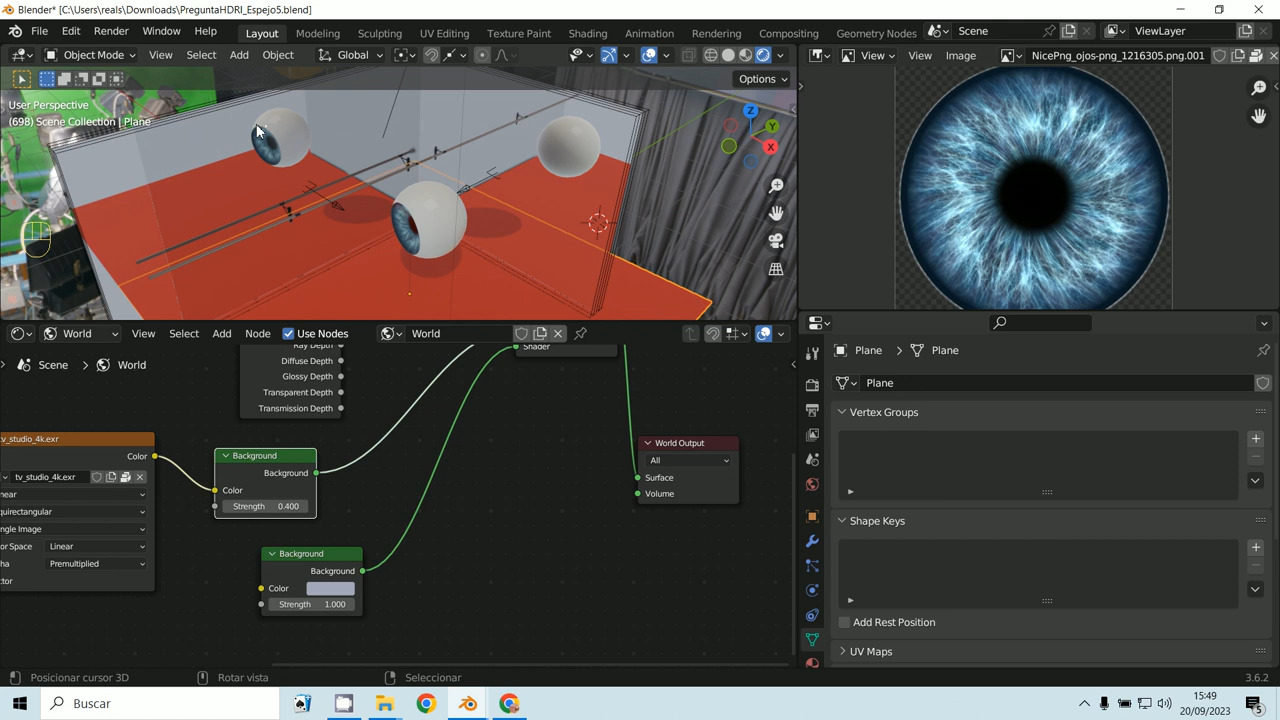 Blender* [C:\Users\reals\Downloads\PreguntaHDRI_Espejo5.blend]
File Edit Render Window Help Layout Modeling Sculpting UV Editing Texture Paint Shading Animation Rendering Compositing Geometry Nodes Scene ViewLayer
Object Mode View Select Add Object Global
View View Image NicePng_ojos-png_1216305.png.001
Options
User Perspective
(698) Scene Collection | Plane
Z
Y
X
World View Select Add Node Use Nodes World
Scene > World
Shader
Ray Depth
Diffuse Depth
Glossy Depth
Transparent Depth
Transmission Depth
tv_studio_4k.exr
Color
tv_studio_4k.exr
near
quirectangular
ngle Image
or Space Linear
ha Premultiplied
ctor
Background
Background
Color
Strength 0.400
Background
Background
Color
Strength 1.000
World Output
All
Surface
Volume
Plane > Plane
Plane
Vertex Groups
Shape Keys
Add Rest Position
UV Maps
Posicionar cursor 3D Rotar vista Seleccionar 3.6.2
Buscar
15:49
20/09/2023
5